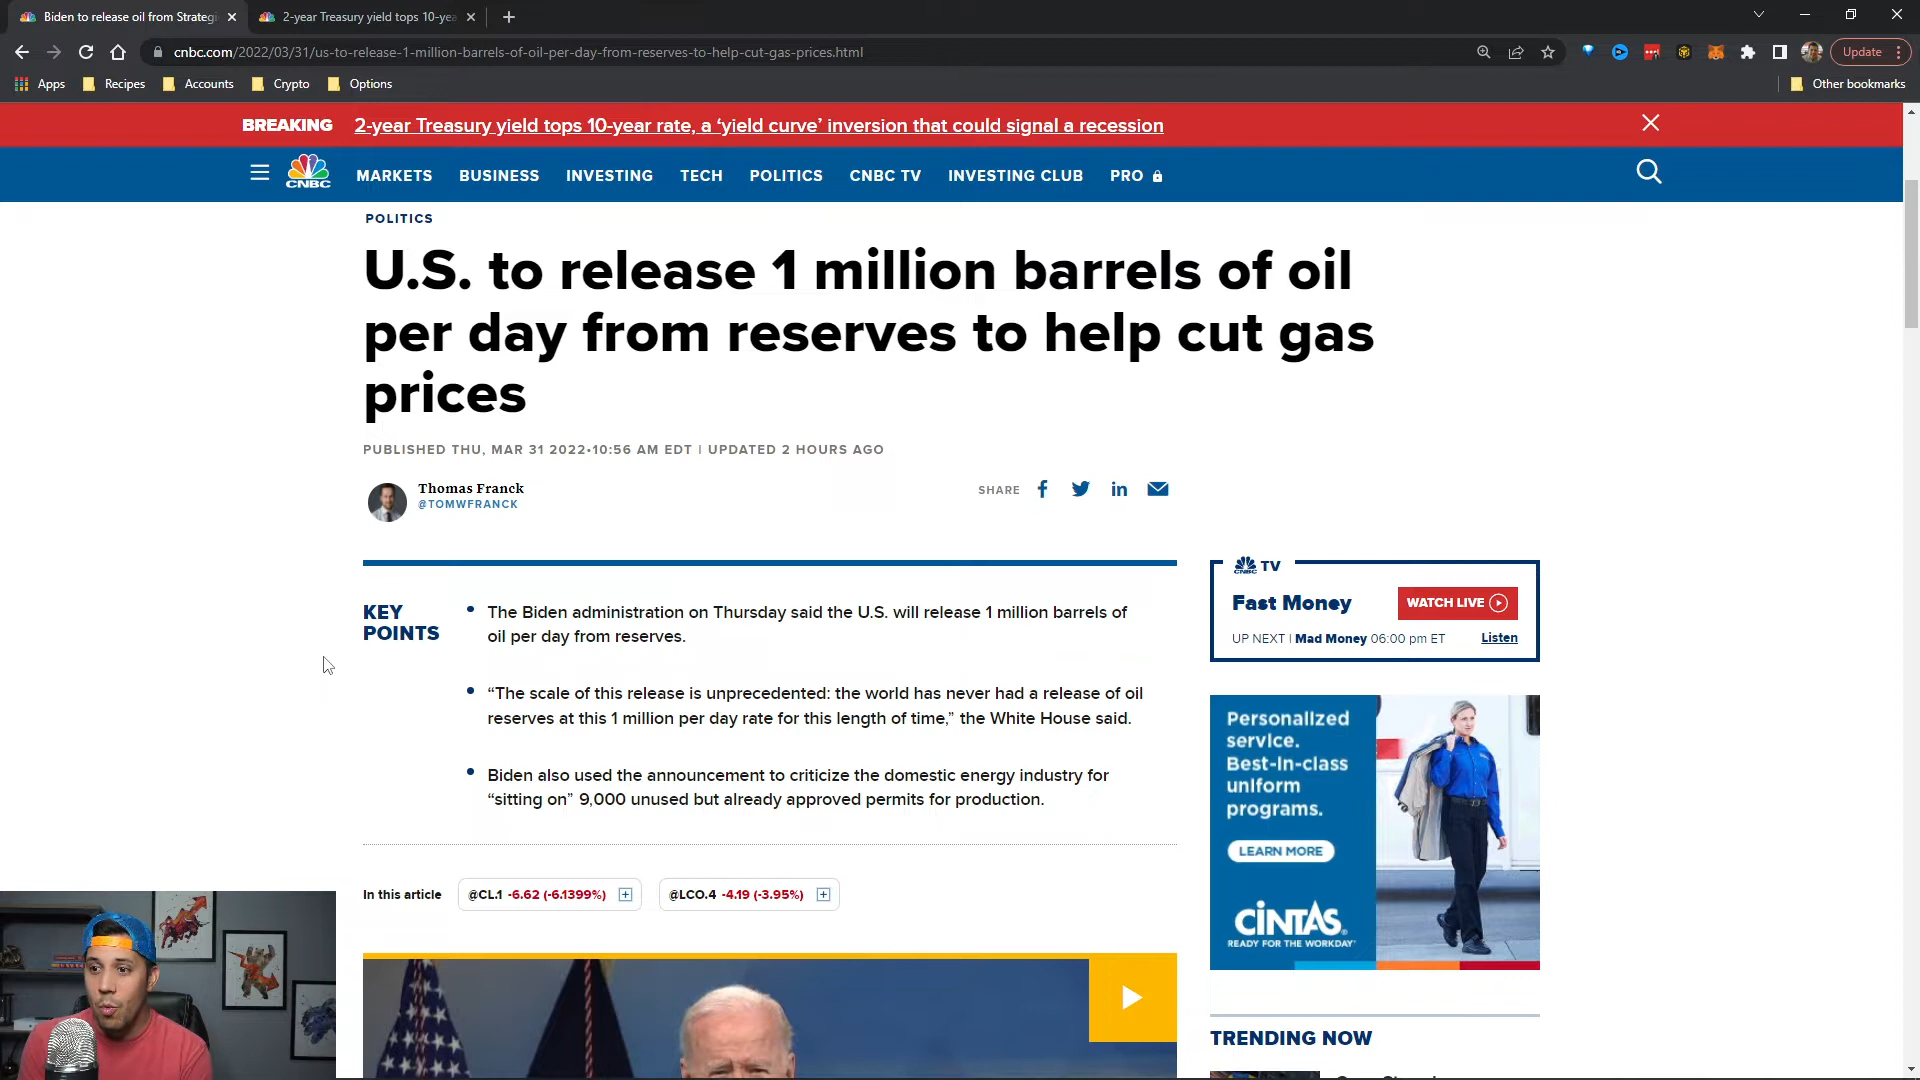 Biden to release oil from Strategi
2-year Treasury yield tops 10-yea
cnbc.com/2022/03/31/us-to-release-1-million-barrels-of-oil-per-day-from-reserves-to-help-cut-gas-prices.html
Update
Apps
Recipes
Accounts
Crypto
Options
Other bookmarks
BREAKING
2-year Treasury yield tops 10-year rate, a ‘yield curve’ inversion that could signal a recession
CNBC
MARKETS
BUSINESS
INVESTING
TECH
POLITICS
CNBC TV
INVESTING CLUB
PRO
POLITICS
U.S. to release 1 million barrels of oil
per day from reserves to help cut gas
prices
PUBLISHED THU, MAR 31 2022•10:56 AM EDT | UPDATED 2 HOURS AGO
Thomas Franck
@TOMWFRANCK
SHARE
KEY
POINTS
The Biden administration on Thursday said the U.S. will release 1 million barrels of
oil per day from reserves.
“The scale of this release is unprecedented: the world has never had a release of oil
reserves at this 1 million per day rate for this length of time,” the White House said.
Biden also used the announcement to criticize the domestic energy industry for
“sitting on” 9,000 unused but already approved permits for production.
In this article
@CL.1 -6.62 (-6.1399%)
@LCO.4 -4.19 (-3.95%)
CNBC TV
Fast Money
WATCH LIVE
UP NEXT | Mad Money 06:00 pm ET
Listen
Personalized
service.
Best-in-class
uniform
programs.
LEARN MORE
CINTAS.
READY FOR THE WORKDAY®
TRENDING NOW